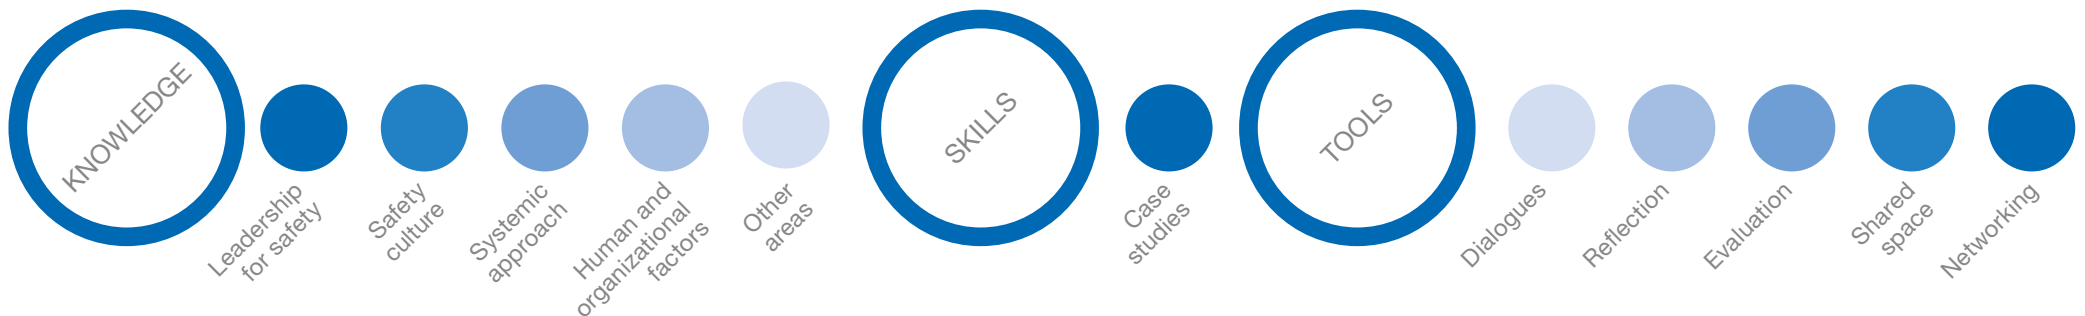 KNOWLEDGE
Leadership
for safety
Safety
culture
Systemic
approach
Human and
organizational
factors
Other
areas
SKILLS
Case
studies
TOOLS
Dialogues
Reflection
Evaluation
Shared
space
Networking